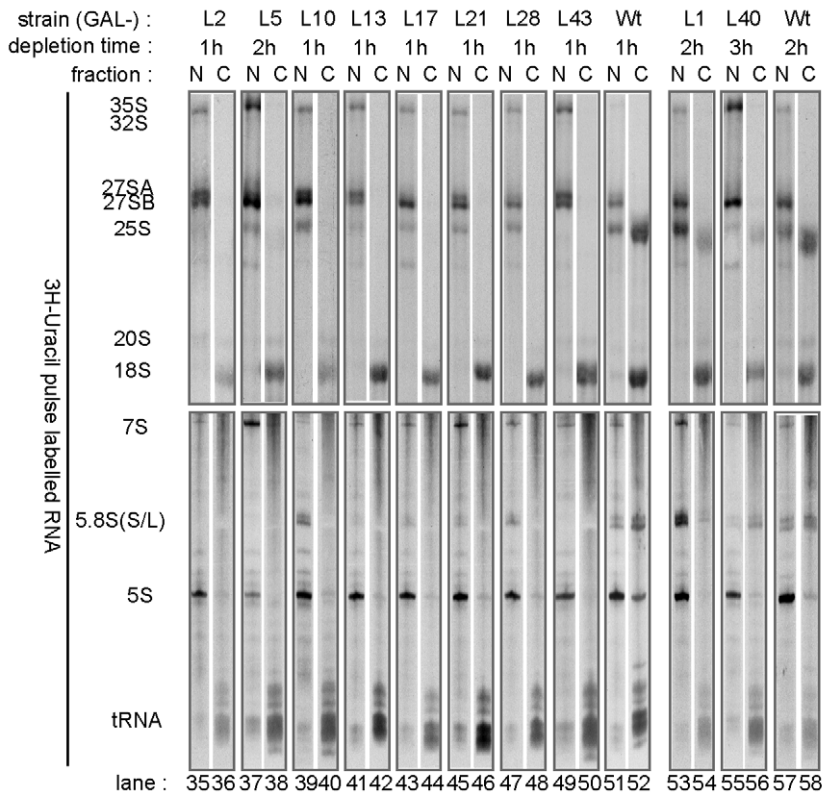 strain (GAL-) : L2 L5 L10 L13 L17 L21 L28 L43 Wt L1 L40 Wt
depletion time : 1h 2h 1h 1h 1h 1h 1h 1h 1h 2h 3h 2h
fraction : N C N C N C N C N C N C N C N C N C N C N C N C
35S
32S
27SA
27SB
25S
20S
18S
3H-Uracil pulse labelled RNA
7S
5.8S(S/L)
5S
tRNA
lane : 35 36 37 38 39 40 41 42 43 44 45 46 47 48 49 50 51 52 53 54 55 56 57 58